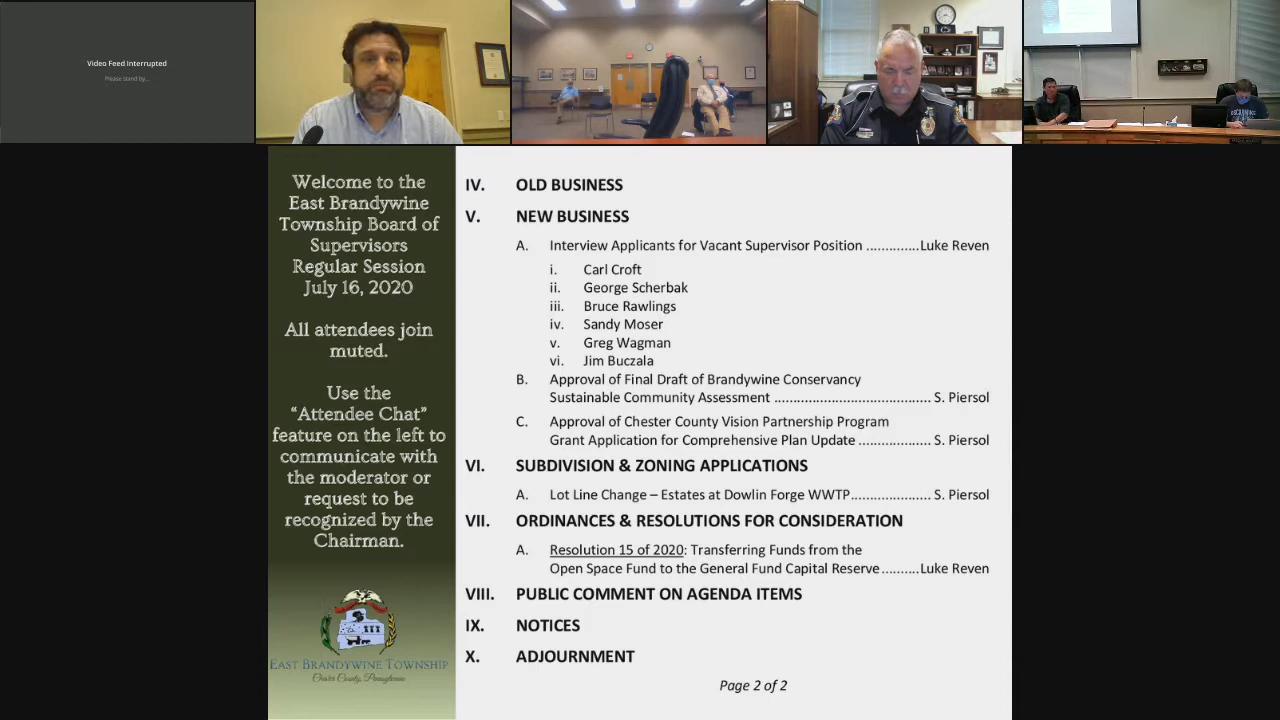 Video Feed Interrupted
Please stand by...
Welcome to the
East Brandywine
Township Board of
Supervisors
Regular Session
July 16, 2020
All attendees join
muted.
Use the
“Attendee Chat”
feature on the left to
communicate with
the moderator or
request to be
recognized by the
Chairman.
EAST BRANDYWINE TOWNSHIP
Chester County, Pennsylvania
IV. OLD BUSINESS
V. NEW BUSINESS
A. Interview Applicants for Vacant Supervisor Position ..............Luke Reven
i. Carl Croft
ii. George Scherbak
iii. Bruce Rawlings
iv. Sandy Moser
v. Greg Wagman
vi. Jim Buczala
B. Approval of Final Draft of Brandywine Conservancy
Sustainable Community Assessment ........................................ S. Piersol
C. Approval of Chester County Vision Partnership Program
Grant Application for Comprehensive Plan Update ................... S. Piersol
VI. SUBDIVISION & ZONING APPLICATIONS
A. Lot Line Change – Estates at Dowlin Forge WWTP..................... S. Piersol
VII. ORDINANCES & RESOLUTIONS FOR CONSIDERATION
A. Resolution 15 of 2020: Transferring Funds from the
Open Space Fund to the General Fund Capital Reserve..........Luke Reven
VIII. PUBLIC COMMENT ON AGENDA ITEMS
IX. NOTICES
X. ADJOURNMENT
Page 2 of 2